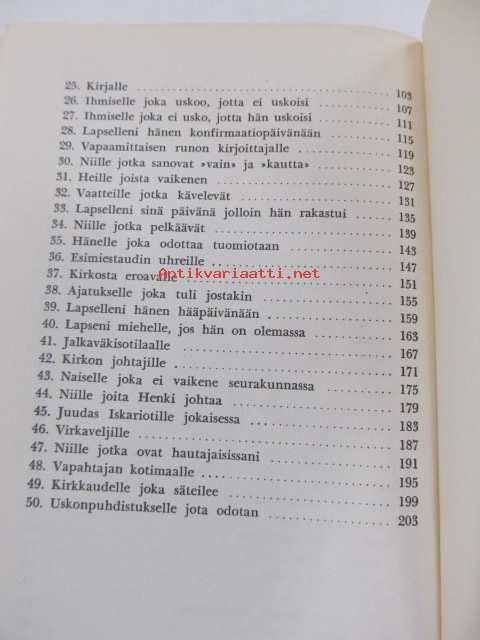 25. Kirjalle 103
26. Ihmiselle joka uskoo, jotta ei uskoisi 107
27. Ihmiselle joka ei usko, jotta hän uskoisi 111
28. Lapselleni hänen konfirmaatiopäivänään 115
29. Vapaamittaisen runon kirjoittajalle 119
30. Niille jotka sanovat »vain» ja »kautta» 123
31. Heille joista vaikenen 127
32. Vaatteille jotka kävelevät 131
33. Lapselleni sinä päivänä jolloin hän rakastui 135
34. Niille jotka pelkäävät 139
35. Hänelle joka odottaa tuomiotaan 143
36. Esimiestaudin uhreille 147
37. Kirkosta eroavalle 151
Antikvariaatti.net
38. Ajatukselle joka tuli jostakin 155
39. Lapselleni hänen hääpäivänään 159
40. Lapseni miehelle, jos hän on olemassa 163
41. Jalkaväkisotilaalle 167
42. Kirkon johtajille 171
43. Naiselle joka ei vaikene seurakunnassa 175
44. Niille joita Henki johtaa 179
45. Juudas Iskariotille jokaisessa 183
46. Virkaveljille 187
47. Niille jotka ovat hautajaisissani 191
48. Vapahtajan kotimaalle 195
49. Kirkkaudelle joka säteilee 199
50. Uskonpuhdistukselle jota odotan 203